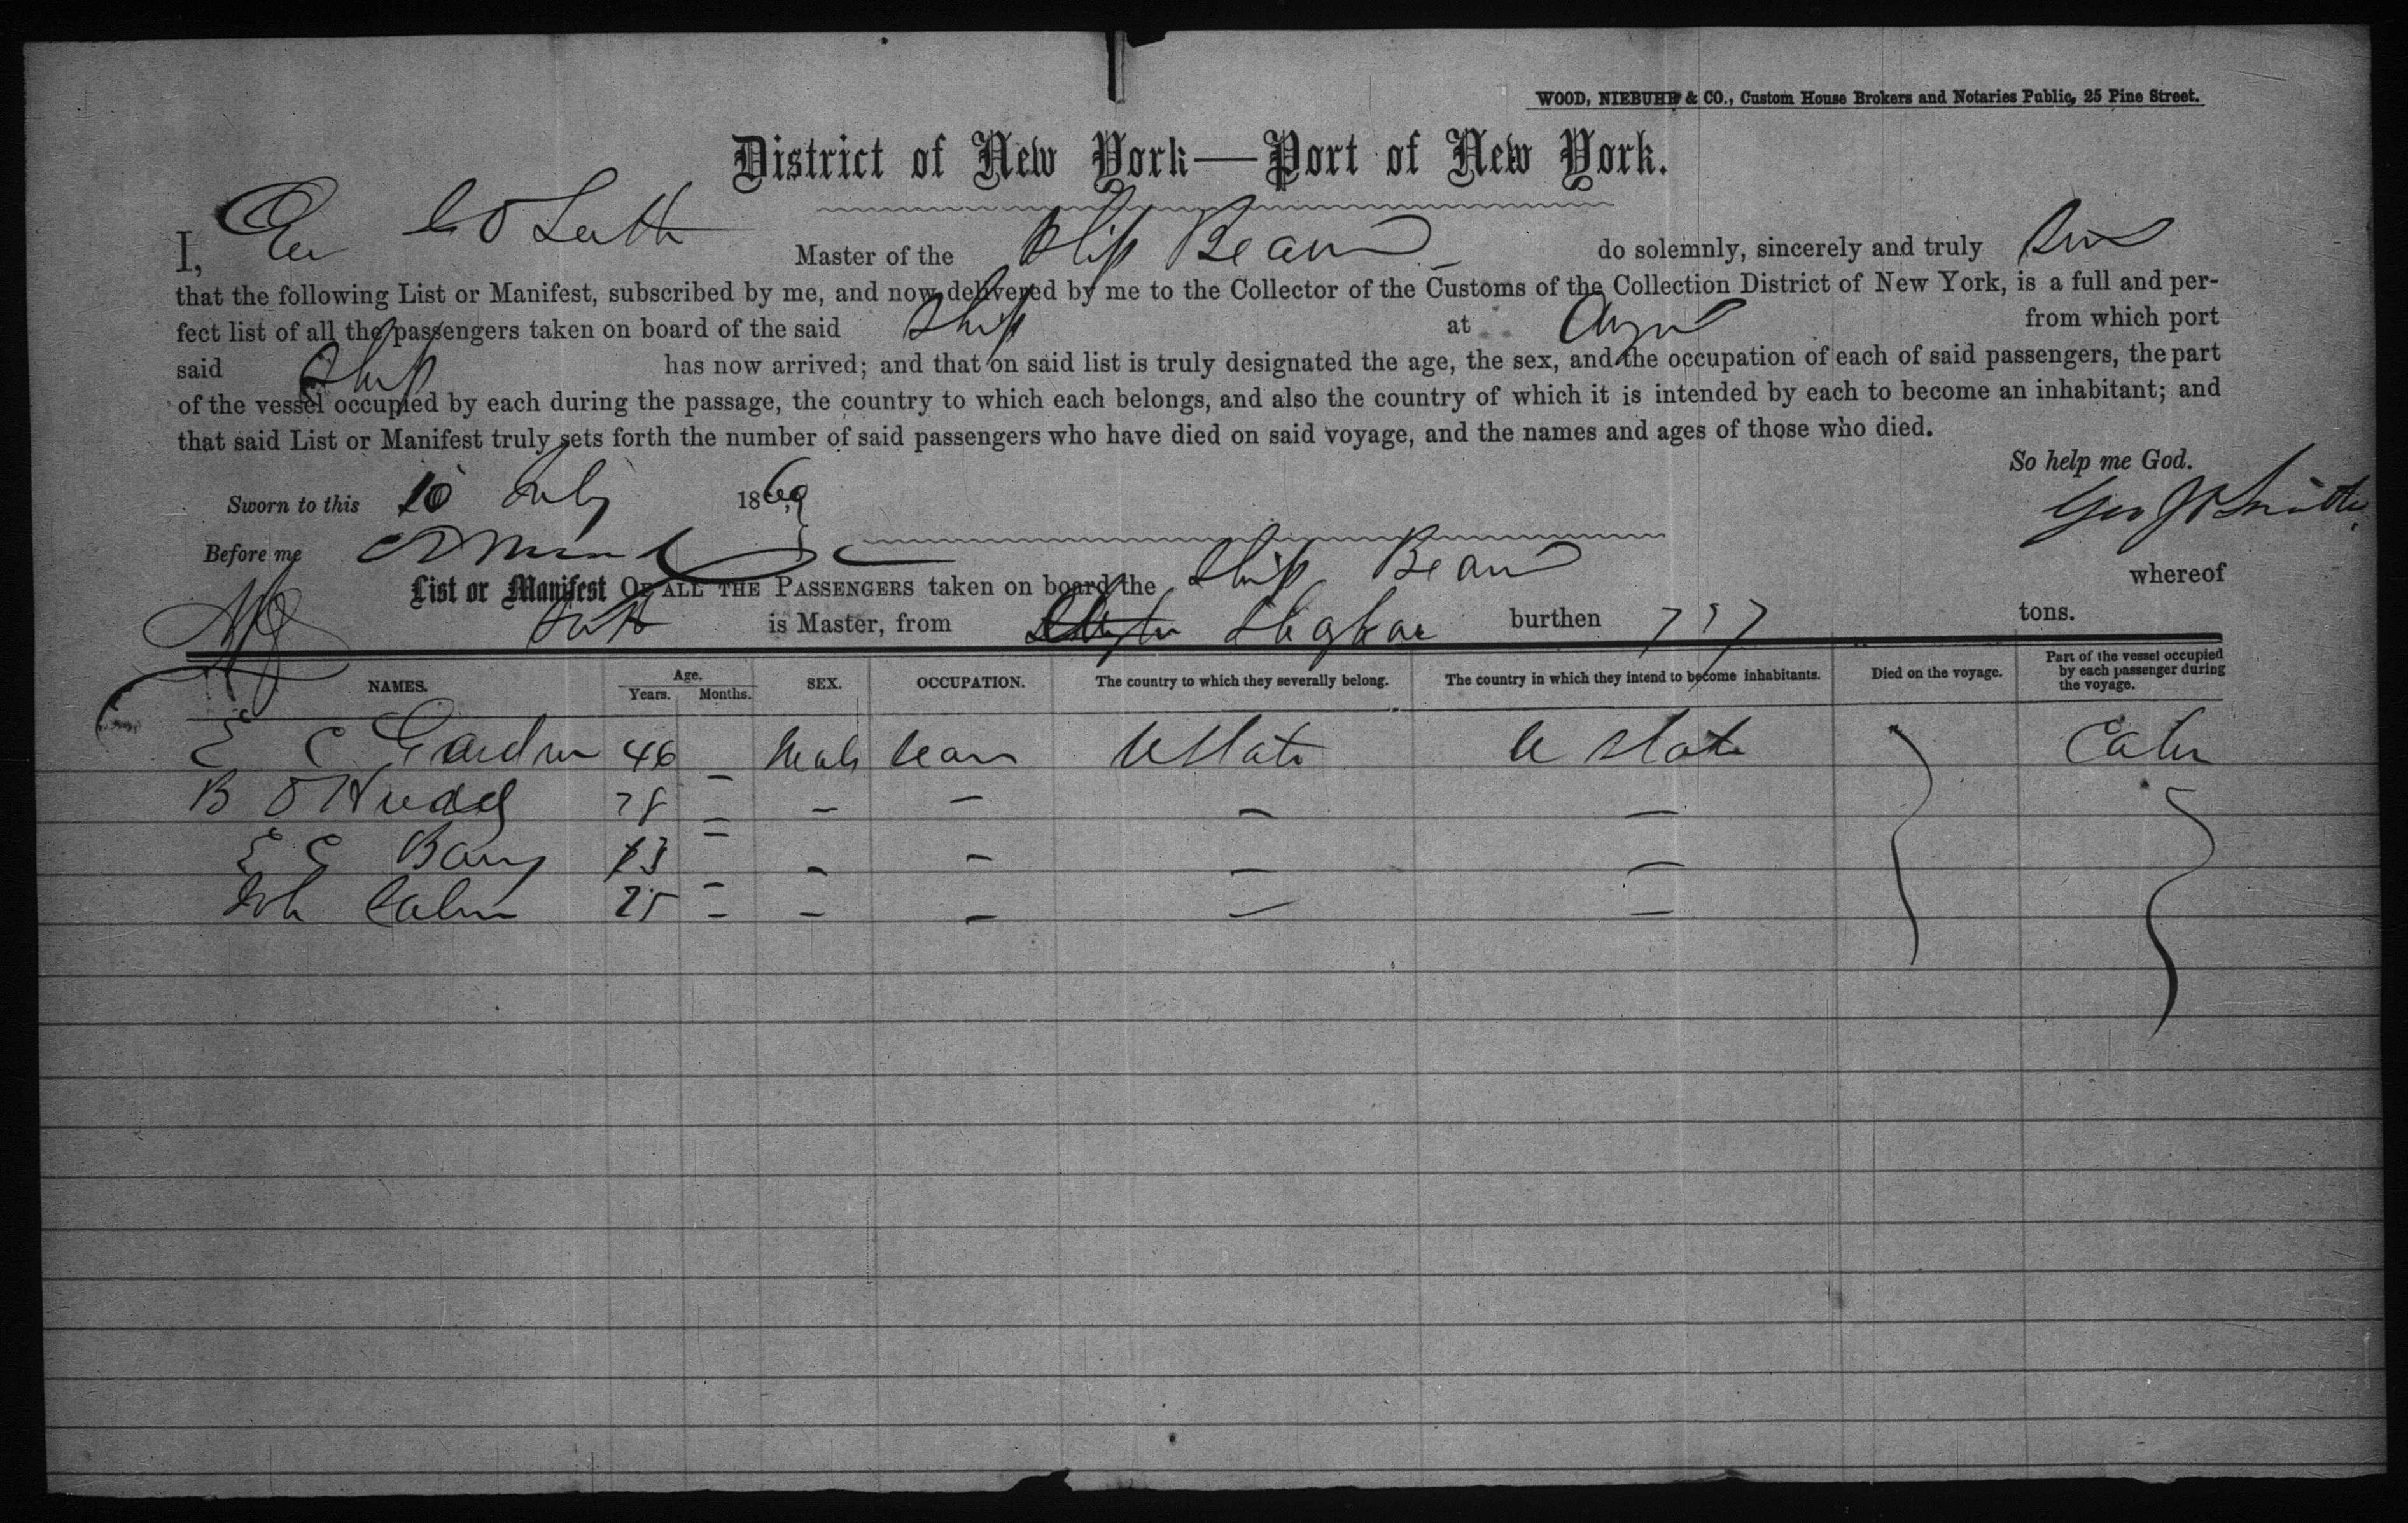 WOOD, NIEBUHR & CO., Custom House Brokers and Notaries Public, 25 Pine Street.
District of New York—Port of New York.
I, Master of the Ship do solemnly, sincerely and truly
that the following List or Manifest, subscribed by me, and now delivered by me to the Collector of the Customs of the Collection District of New York, is a full and per-
fect list of all the passengers taken on board of the said Ship at from which port
said Ship has now arrived; and that on said list is truly designated the age, the sex, and the occupation of each of said passengers, the part
of the vessel occupied by each during the passage, the country to which each belongs, and also the country of which it is intended by each to become an inhabitant; and
that said List or Manifest truly sets forth the number of said passengers who have died on said voyage, and the names and ages of those who died.
So help me God.
Sworn to this 10 July 1869
Before me
List or Manifest OF ALL THE PASSENGERS taken on board the Ship whereof
is Master, from burthen tons.
NAMES. Age. Years. Months. SEX. OCCUPATION. The country to which they severally belong. The country in which they intend to become inhabitants. Died on the voyage. Part of the vessel occupied by each passenger during the voyage.
E C 46 – Male U State U State
B – – – – –
E – – – – –
25 – – – – –